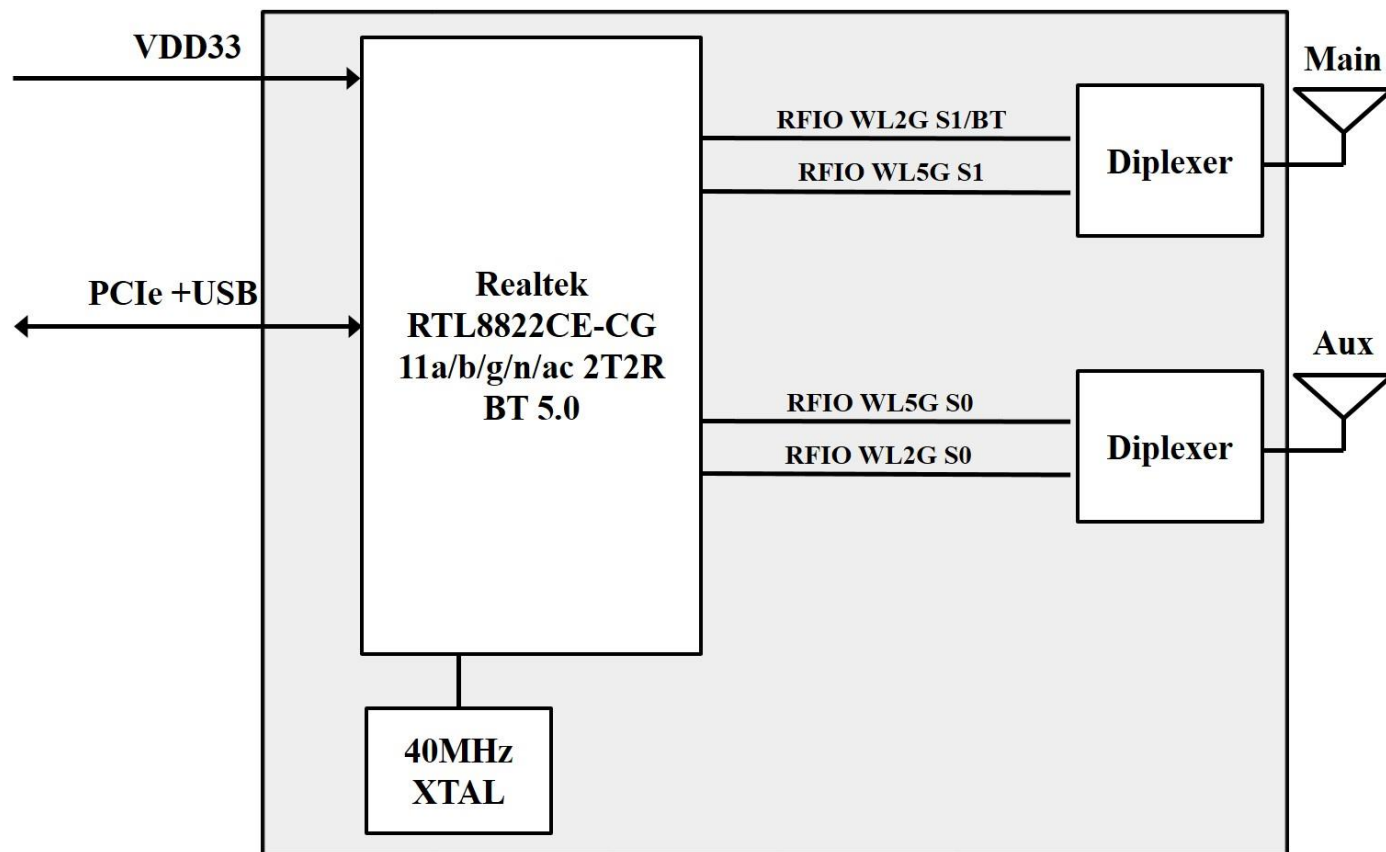 VDD33
Main
RFIO WL2G S1/BT
Diplexer
RFIO WL5G S1
PCIe +USB
Realtek
RTL8822CE-CG
11a/b/g/n/ac 2T2R
BT 5.0
Aux
RFIO WL5G S0
Diplexer
RFIO WL2G S0
40MHz
XTAL